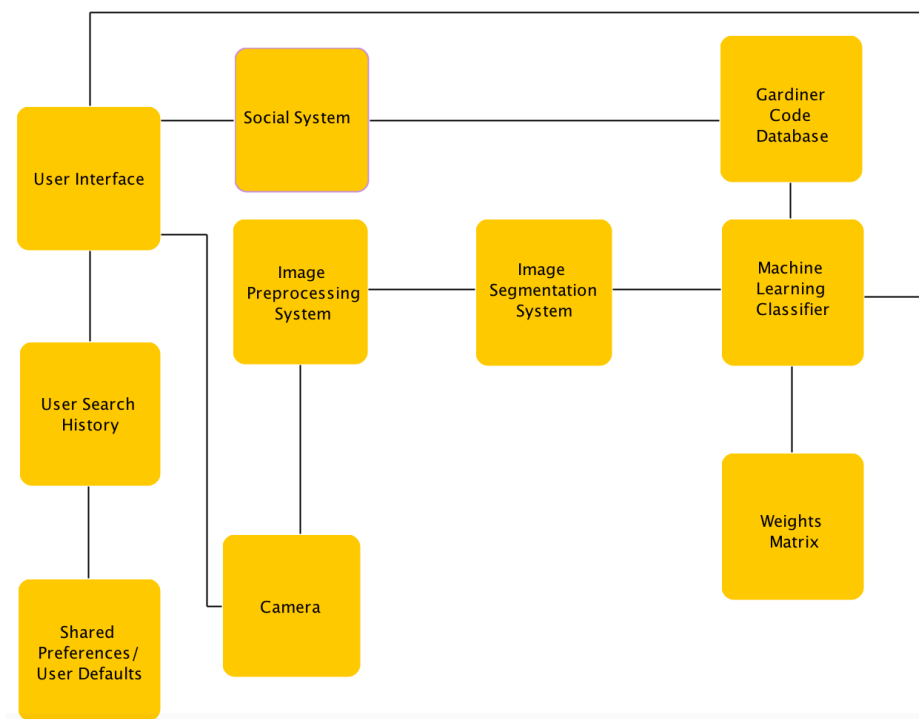 Social System
Gardiner
Code
Database
User Interface
Image
Preprocessing
System
Image
Segmentation
System
Machine
Learning
Classifier
User Search
History
Weights
Matrix
Camera
Shared
Preferences/
User Defaults